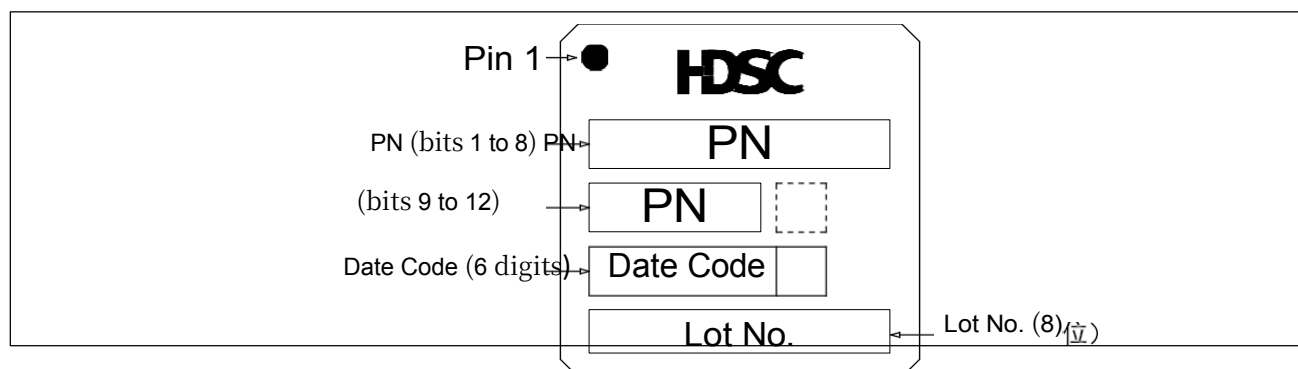 Pin 1
HDSC
PN (bits 1 to 8) PN
PN
(bits 9 to 12)
PN
Date Code (6 digits)
Date Code
Lot No.
Lot No. (8位）